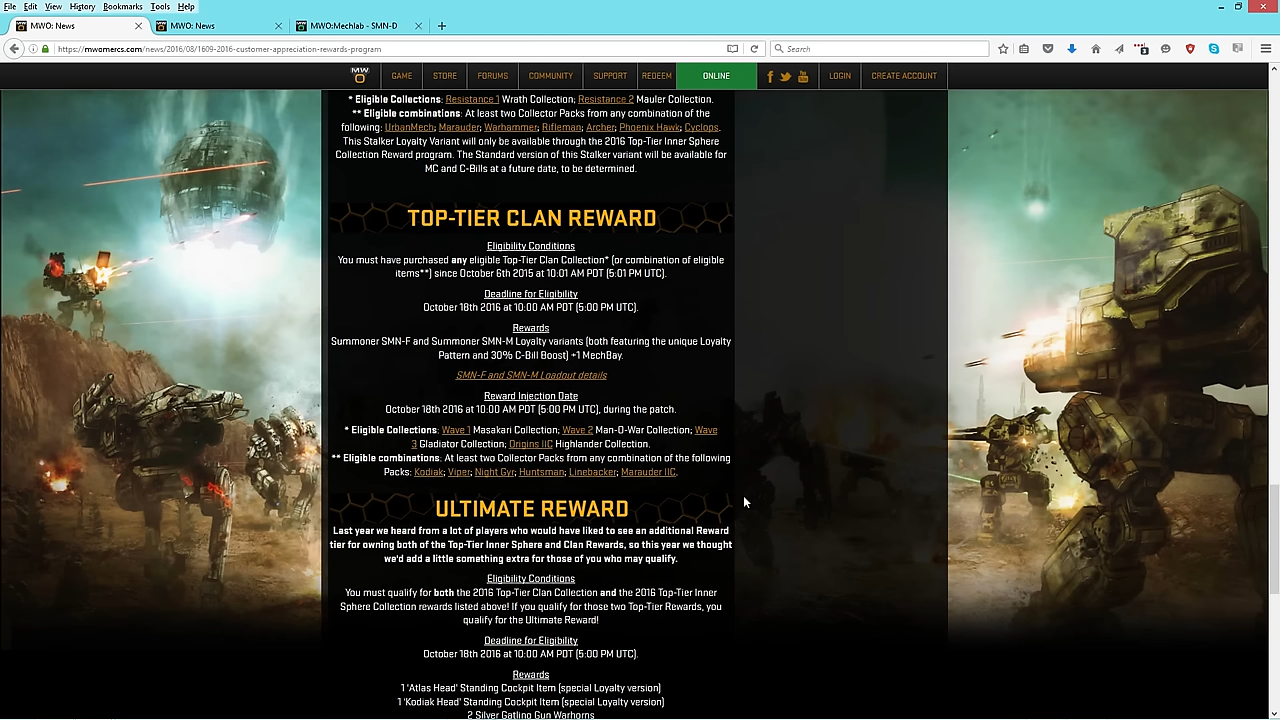 File Edit View History Bookmarks Tools Help
MWO: News
MWO: News
MWO:Mechlab - SMN-D
https://mwomercs.com/news/2016/08/1609-2016-customer-appreciation-rewards-program
Search
MW
GAME STORE FORUMS COMMUNITY SUPPORT REDEEM ONLINE LOGIN CREATE ACCOUNT
* Eligible Collections: Resistance 1 Wrath Collection; Resistance 2 Mauler Collection.
** Eligible combinations: At least two Collector Packs from any combination of the
following: UrbanMech; Marauder; Warhammer; Rifleman; Archer; Phoenix Hawk; Cyclops.
This Stalker Loyalty Variant will only be available through the 2016 Top-Tier Inner Sphere
Collection Reward program. The Standard version of this Stalker variant will be available for
MC and C-Bills at a future date, to be determined.
TOP-TIER CLAN REWARD
Eligibility Conditions
You must have purchased any eligible Top-Tier Clan Collection* (or combination of eligible
items**) since October 6th 2015 at 10:01 AM PDT (5:01 PM UTC).
Deadline for Eligibility
October 18th 2016 at 10:00 AM PDT (5:00 PM UTC).
Rewards
Summoner SMN-F and Summoner SMN-M Loyalty variants (both featuring the unique Loyalty
Pattern and 30% C-Bill Boost) +1 MechBay.
SMN-F and SMN-M Loadout details
Reward Injection Date
October 18th 2016 at 10:00 AM PDT (5:00 PM UTC), during the patch.
* Eligible Collections: Wave 1 Masakari Collection; Wave 2 Man-O-War Collection; Wave
3 Gladiator Collection; Origins IIC Highlander Collection.
** Eligible combinations: At least two Collector Packs from any combination of the following
Packs: Kodiak; Viper; Night Gyr; Huntsman; Linebacker; Marauder IIC.
ULTIMATE REWARD
Last year we heard from a lot of players who would have liked to see an additional Reward
tier for owning both of the Top-Tier Inner Sphere and Clan Rewards, so this year we thought
we'd add a little something extra for those of you who may qualify.
Eligibility Conditions
You must qualify for both the 2016 Top-Tier Clan Collection and the 2016 Top-Tier Inner
Sphere Collection rewards listed above! If you qualify for those two Top-Tier Rewards, you
qualify for the Ultimate Reward!
Deadline for Eligibility
October 18th 2016 at 10:00 AM PDT (5:00 PM UTC).
Rewards
1 'Atlas Head' Standing Cockpit Item (special Loyalty version)
1 'Kodiak Head' Standing Cockpit Item (special Loyalty version)
2 Silver Gatling Gun Warhorns